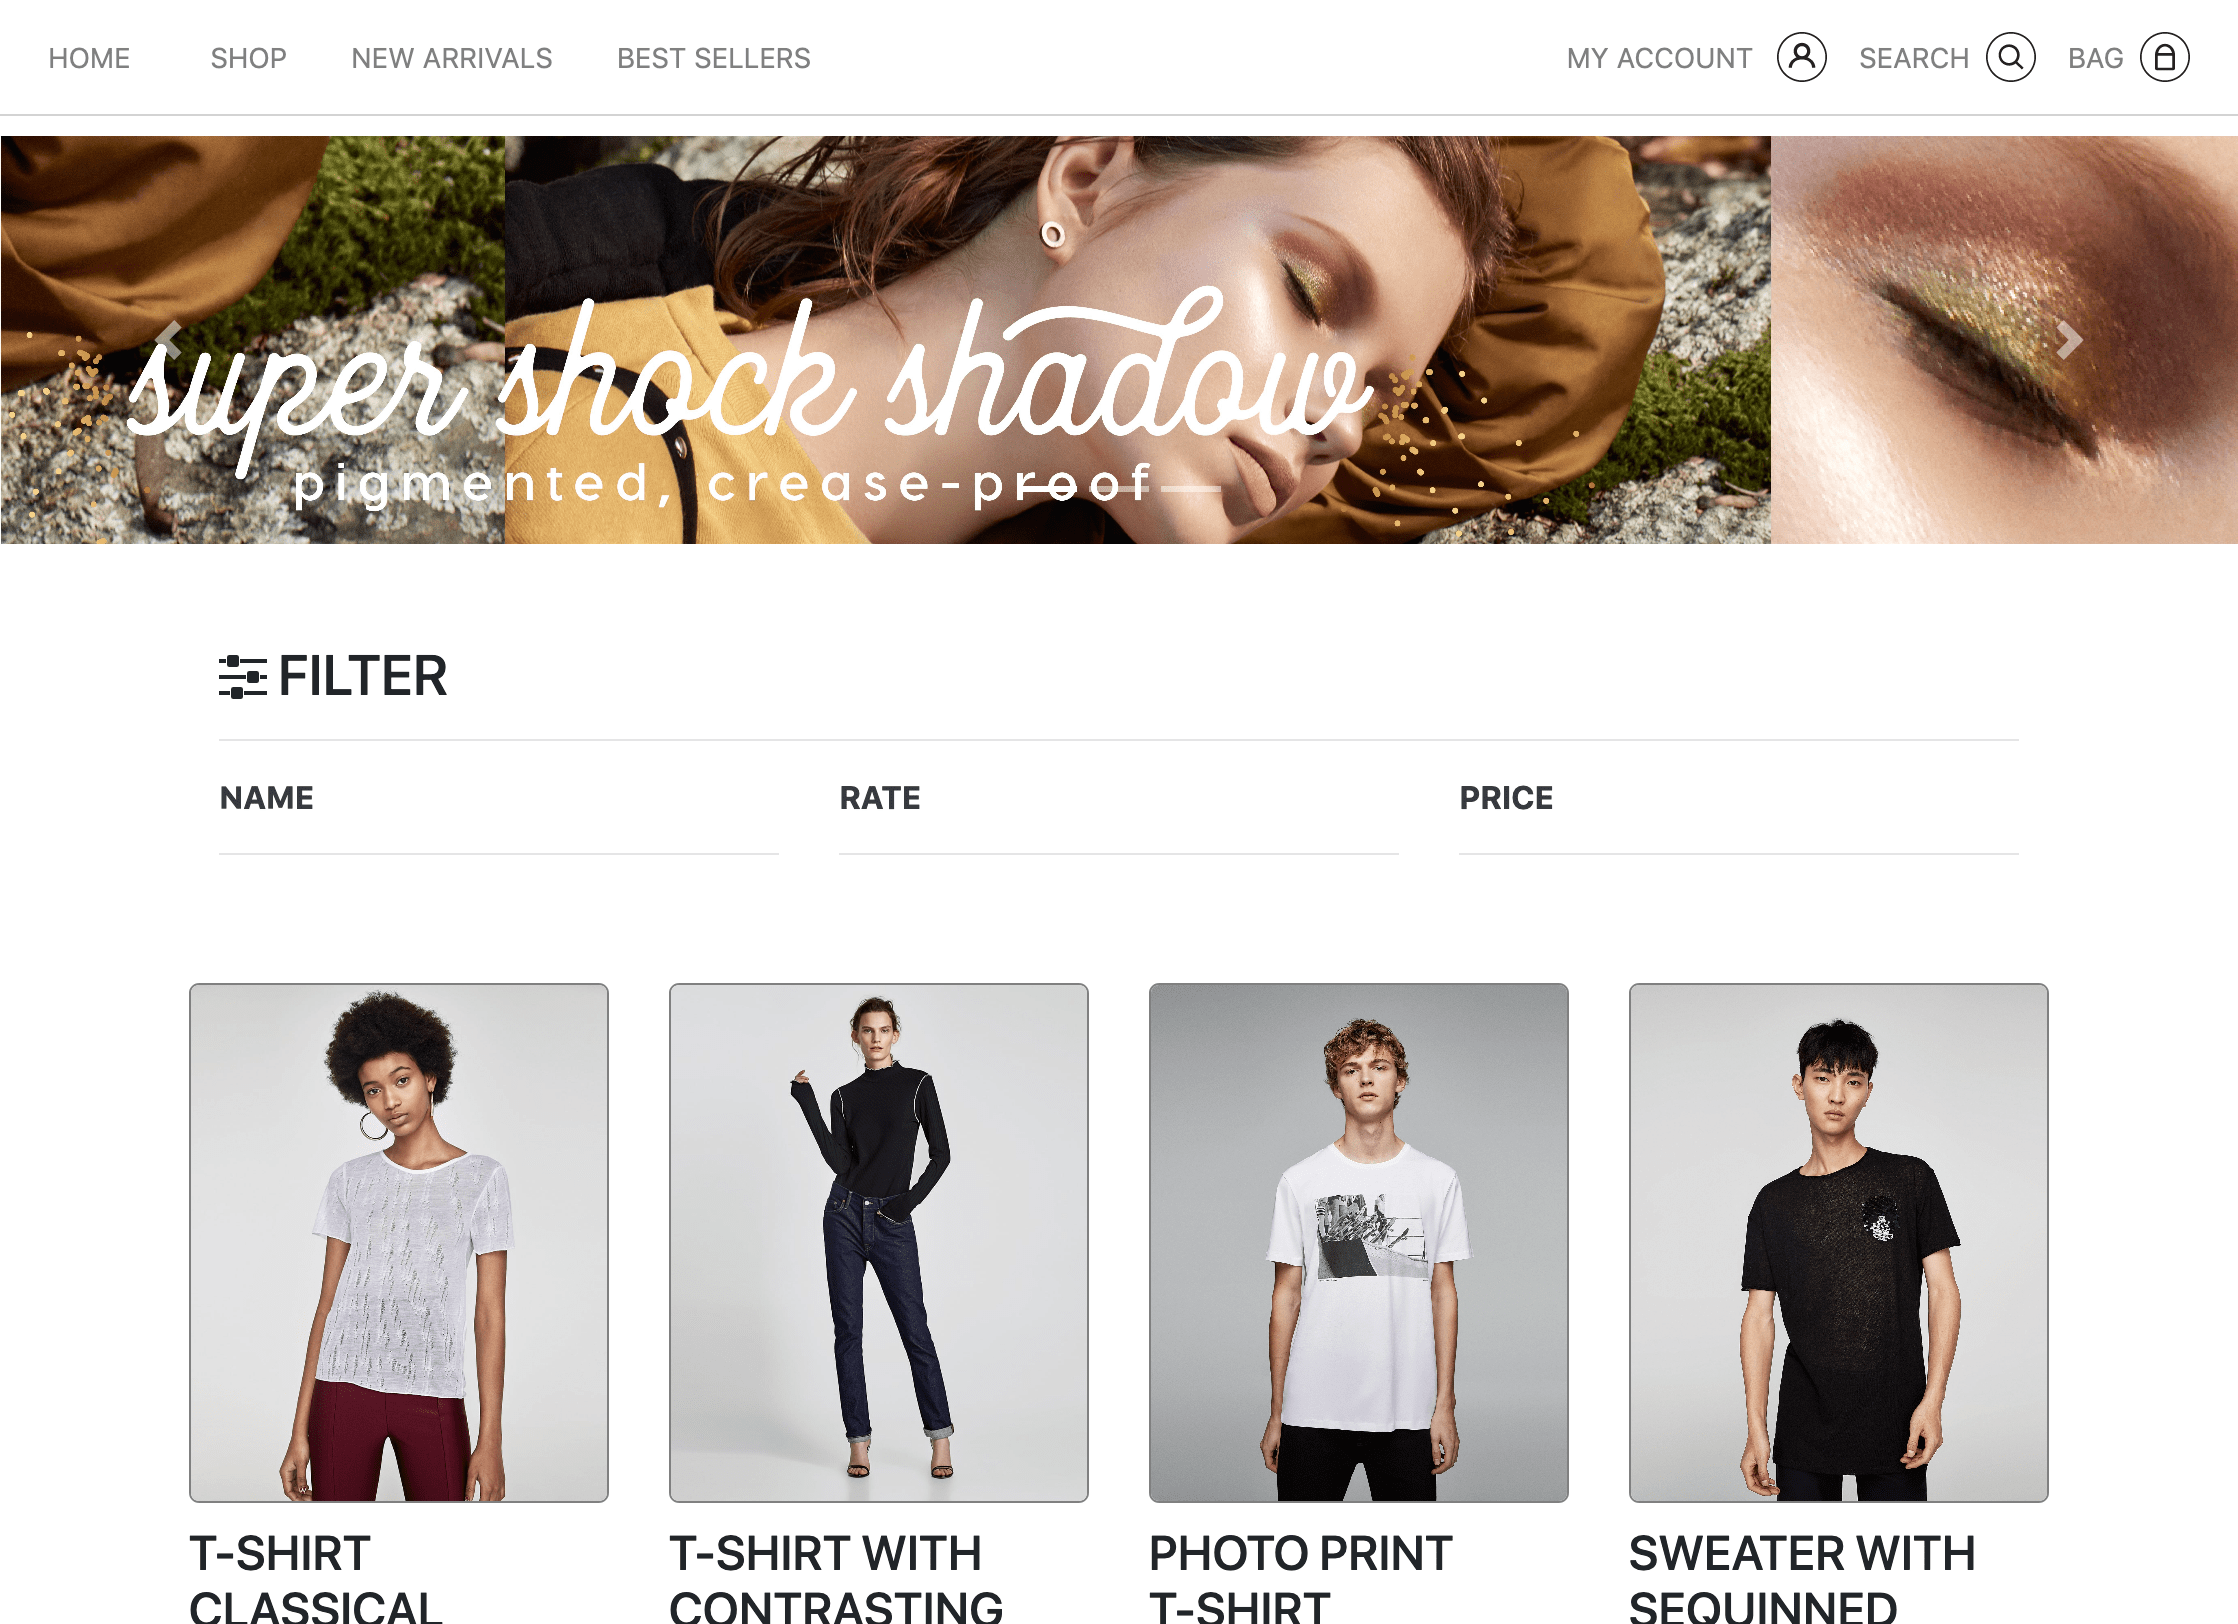 HOME SHOP NEW ARRIVALS BEST SELLERS MY ACCOUNT SEARCH BAG
super shock shadow
pigmented, crease-proof
FILTER
NAME RATE PRICE
T-SHIRT CLASSICAL
T-SHIRT WITH CONTRASTING
PHOTO PRINT T-SHIRT
SWEATER WITH SEQUINNED